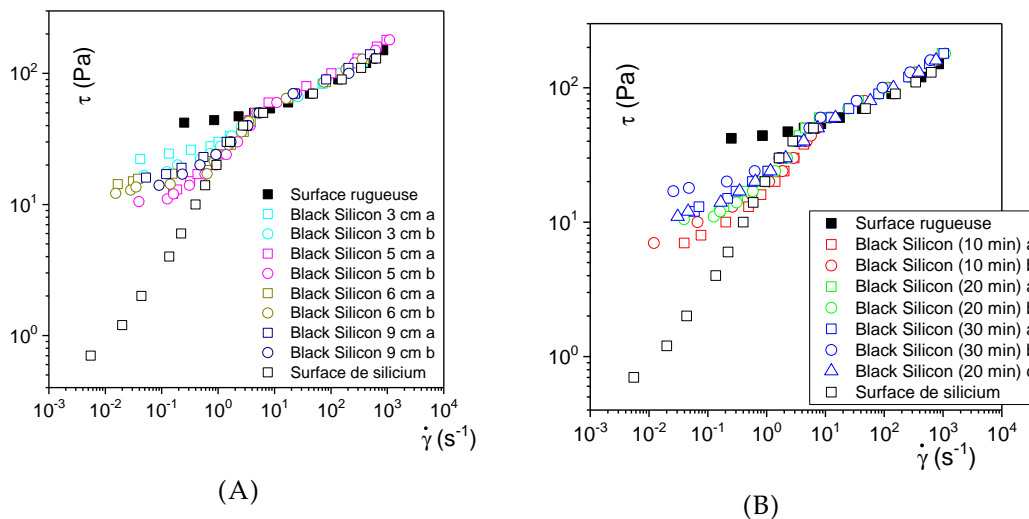 τ (Pa)
10²
10¹
10⁰
10⁻³ 10⁻² 10⁻¹ 10⁰ 10¹ 10² 10³ 10⁴
γ̇ (s⁻¹)
Surface rugueuse
Black Silicon 3 cm a
Black Silicon 3 cm b
Black Silicon 5 cm a
Black Silicon 5 cm b
Black Silicon 6 cm a
Black Silicon 6 cm b
Black Silicon 9 cm a
Black Silicon 9 cm b
Surface de silicium
(A)
τ (Pa)
10²
10¹
10⁰
10⁻³ 10⁻² 10⁻¹ 10⁰ 10¹ 10² 10³ 10⁴
γ̇ (s⁻¹)
Surface rugueuse
Black Silicon (10 min) a
Black Silicon (10 min) b
Black Silicon (20 min) a
Black Silicon (20 min) b
Black Silicon (30 min) a
Black Silicon (30 min) b
Black Silicon (20 min) c
Surface de silicium
(B)